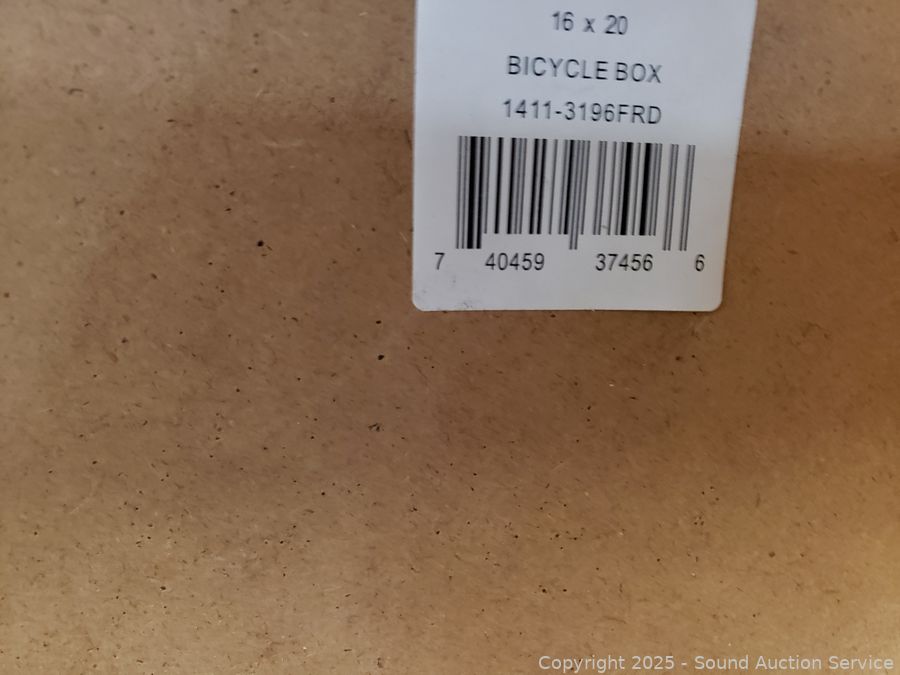 16 x 20
BICYCLE BOX
1411-3196FRD
7 40459 37456 6
Copyright 2025 - Sound Auction Service